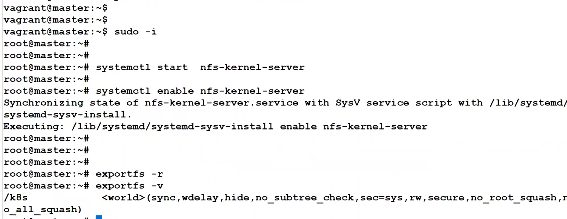 vagrant@master:~$
vagrant@master:~$
vagrant@master:~$ sudo -i
root@master:~#
root@master:~#
root@master:~# systemctl start  nfs-kernel-server
root@master:~#
root@master:~# systemctl enable nfs-kernel-server
Synchronizing state of nfs-kernel-server.service with SysV service script with /lib/systemd/
systemd-sysv-install.
Executing: /lib/systemd/systemd-sysv-install enable nfs-kernel-server
root@master:~#
root@master:~#
root@master:~#
root@master:~# exportfs -r
root@master:~# exportfs -v
/k8s          	<world>(sync,wdelay,hide,no_subtree_check,sec=sys,rw,secure,no_root_squash,n
o_all_squash)
root@master:~#